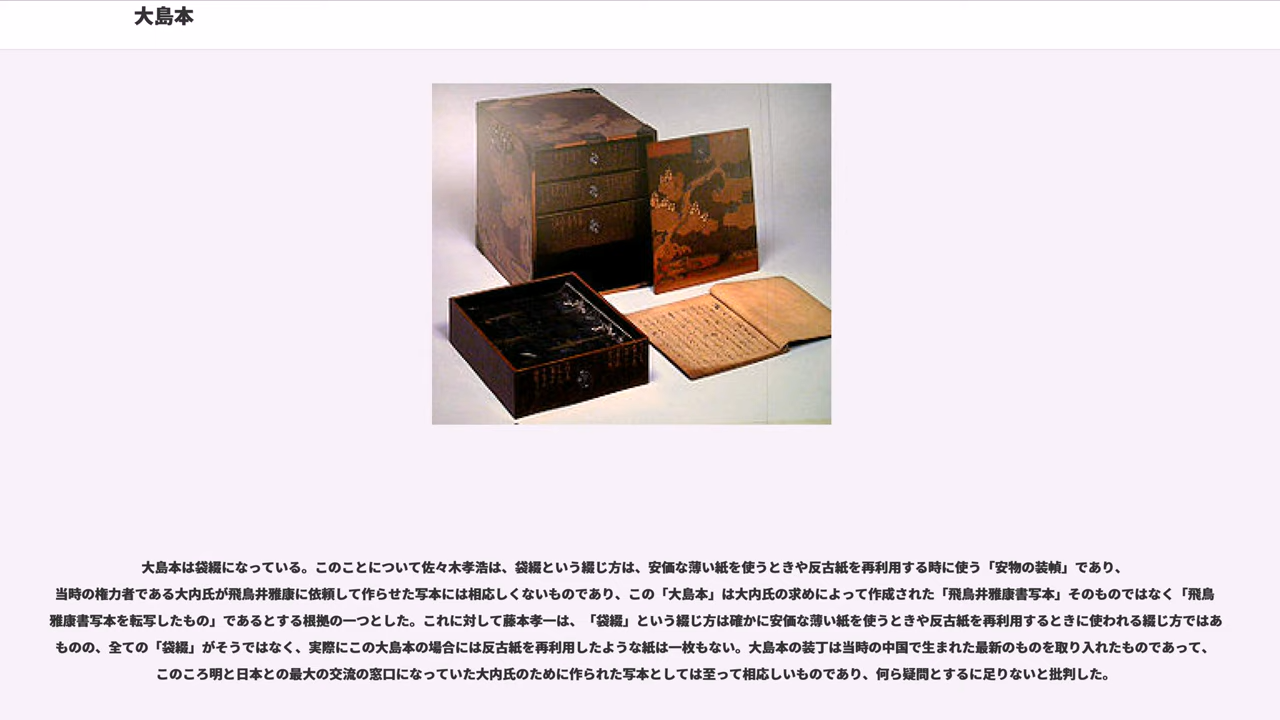 大島本
大島本は袋綴になっている。このことについて佐々木孝浩は、袋綴という綴じ方は、安価な薄い紙を使うときや反古紙を再利用する時に使う「安物の装幀」であり、
当時の権力者である大内氏が飛鳥井雅康に依頼して作らせた写本には相応しくないものであり、この「大島本」は大内氏の求めによって作成された「飛鳥井雅康書写本」そのものではなく「飛鳥
雅康書写本を転写したもの」であるとする根拠の一つとした。これに対して藤本孝一は、「袋綴」という綴じ方は確かに安価な薄い紙を使うときや反古紙を再利用するときに使われる綴じ方ではあ
ものの、全ての「袋綴」がそうではなく、実際にこの大島本の場合には反古紙を再利用したような紙は一枚もない。大島本の装丁は当時の中国で生まれた最新のものを取り入れたものであって、
このころ明と日本との最大の交流の窓口になっていた大内氏のために作られた写本としては至って相応しいものであり、何ら疑問とするに足りないと批判した。